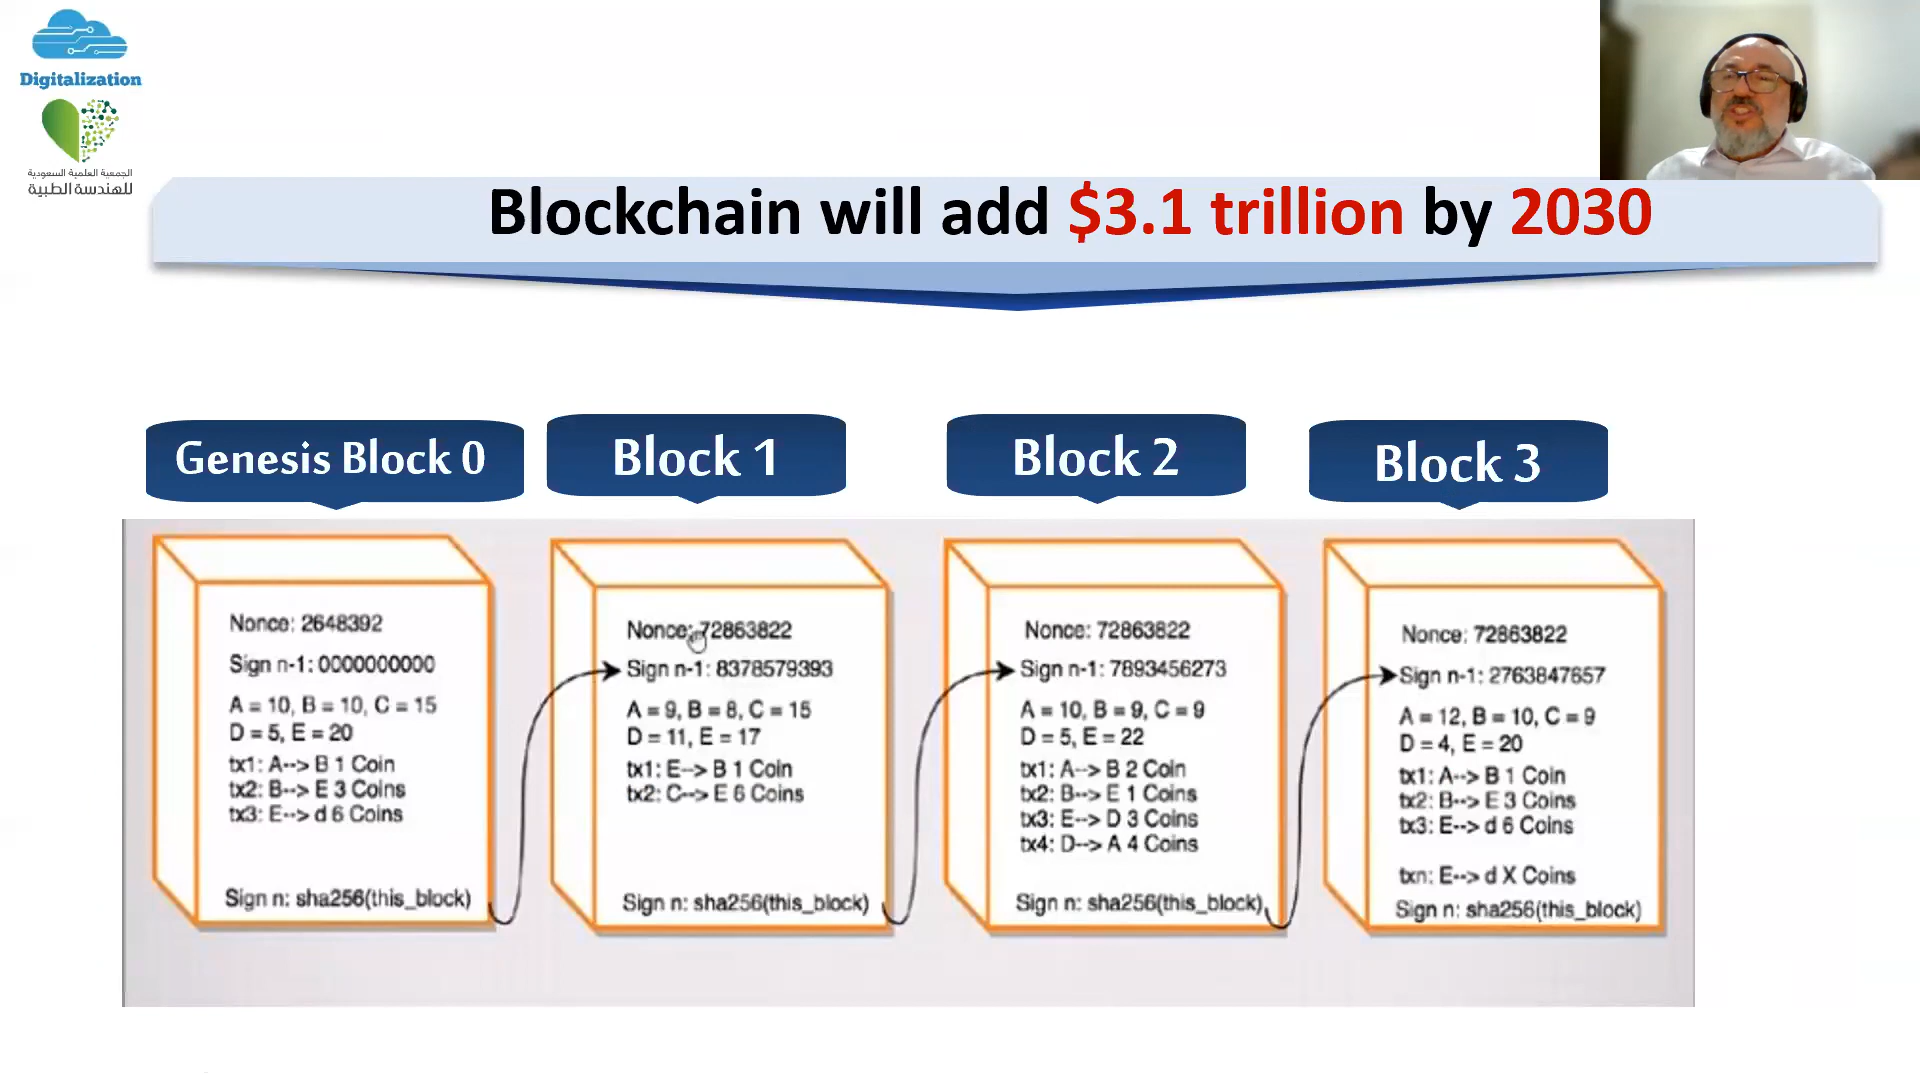 Digitalization
الجمعية العلمية السعودية
للهندسة الطبية
Blockchain will add $3.1 trillion by 2030
Genesis Block 0
Nonce: 2648392
Sign n-1: 0000000000
A = 10, B = 10, C = 15
D = 5, E = 20
tx1: A--> B 1 Coin
tx2: B--> E 3 Coins
tx3: E--> d 6 Coins
Sign n: sha256(this_block)
Block 1
Nonce: 72863822
Sign n-1: 8378579393
A = 9, B = 8, C = 15
D = 11, E = 17
tx1: E--> B 1 Coin
tx2: C--> E 6 Coins
Sign n: sha256(this_block)
Block 2
Nonce: 72863822
Sign n-1: 7893456273
A = 10, B = 9, C = 9
D = 5, E = 22
tx1: A--> B 2 Coin
tx2: B--> E 1 Coins
tx3: E--> D 3 Coins
tx4: D--> A 4 Coins
Sign n: sha256(this_block)
Block 3
Nonce: 72863822
Sign n-1: 2763847657
A = 12, B = 10, C = 9
D = 4, E = 20
tx1: A--> B 1 Coin
tx2: B--> E 3 Coins
tx3: E--> d 6 Coins
txn: E--> d X Coins
Sign n: sha256(this_block)